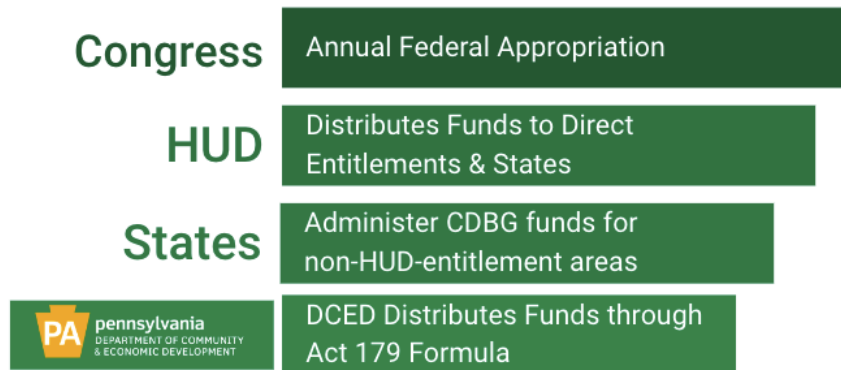 Congress
Annual Federal Appropriation
HUD
Distributes Funds to Direct
Entitlements & States
States
Administer CDBG funds for
non-HUD-entitlement areas
PA
pennsylvania
DEPARTMENT OF COMMUNITY
& ECONOMIC DEVELOPMENT
DCED Distributes Funds through
Act 179 Formula